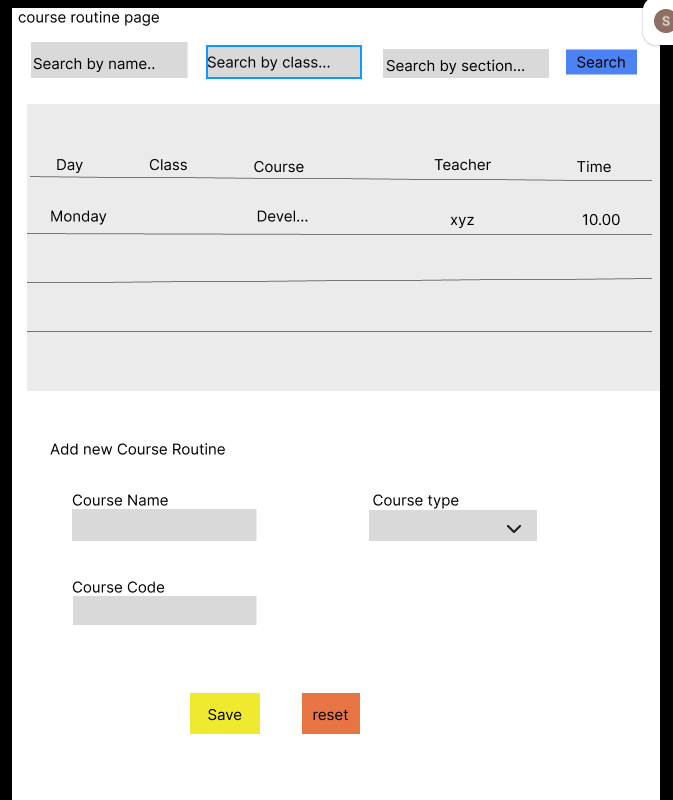 course routine page
S
Search by name.. Search by class... Search by section... Search
Day Class Course Teacher Time
Monday Devel... xyz 10.00
Add new Course Routine
Course Name Course type
Course Code
Save reset